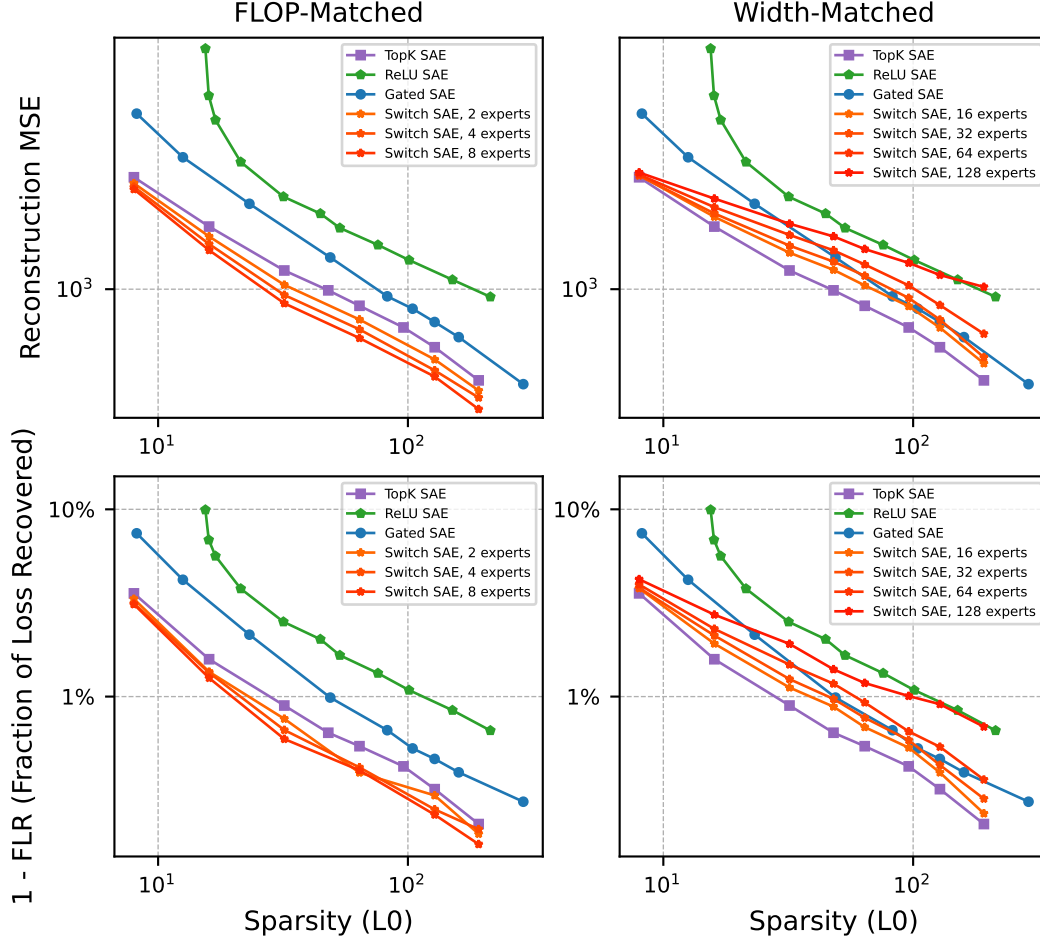 FLOP-Matched
Width-Matched
Reconstruction MSE
10³
TopK SAE
ReLU SAE
Gated SAE
Switch SAE, 2 experts
Switch SAE, 4 experts
Switch SAE, 8 experts
10¹
10²
10³
TopK SAE
ReLU SAE
Gated SAE
Switch SAE, 16 experts
Switch SAE, 32 experts
Switch SAE, 64 experts
Switch SAE, 128 experts
10¹
10²
1 - FLR (Fraction of Loss Recovered)
10%
1%
TopK SAE
ReLU SAE
Gated SAE
Switch SAE, 2 experts
Switch SAE, 4 experts
Switch SAE, 8 experts
10¹
10²
Sparsity (L0)
10%
1%
TopK SAE
ReLU SAE
Gated SAE
Switch SAE, 16 experts
Switch SAE, 32 experts
Switch SAE, 64 experts
Switch SAE, 128 experts
10¹
10²
Sparsity (L0)